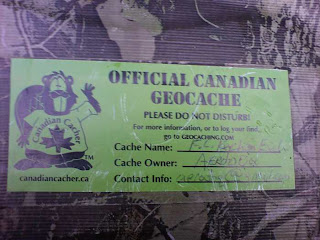 OFFICIAL CANADIAN
GEOCACHE
PLEASE DO NOT DISTURB!
For more information, or to log your find,
go to GEOCACHING.COM
Canadian Cacher
TM
Cache Name:
Cache Owner:
canadiancacher.ca
Contact Info: